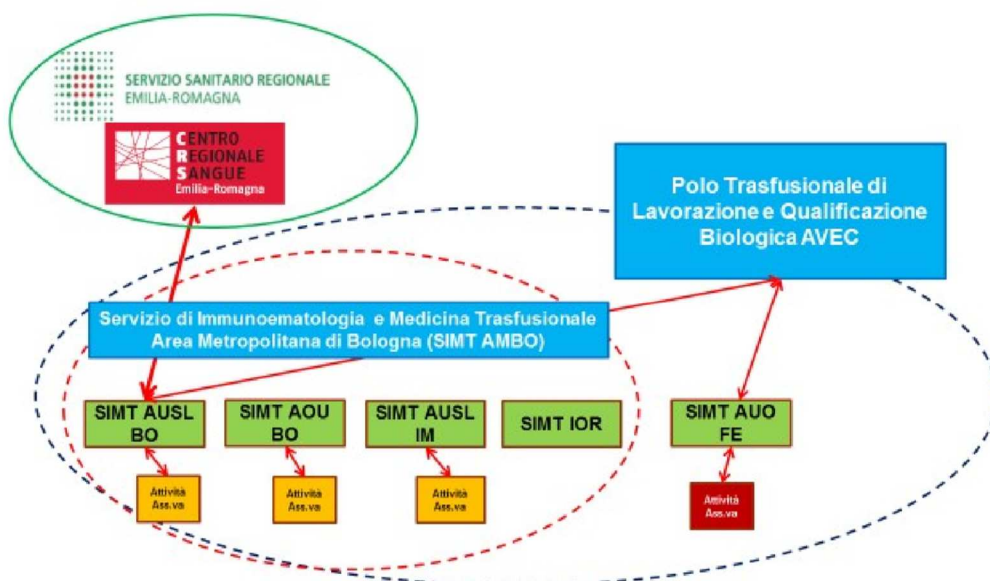 SERVIZIO SANITARIO REGIONALE
EMILIA-ROMAGNA
CENTRO
REGIONALE
SANGUE
Emilia-Romagna
Polo Trasfusionale di
Lavorazione e Qualificazione
Biologica AVEC
Servizio di Immunoematologia e Medicina Trasfusionale
Area Metropolitana di Bologna (SIMT AMBO)
SIMT AUSL
BO
SIMT AOU
BO
SIMT AUSL
IM
SIMT IOR
SIMT AUO
FE
Attività
Ass.va
Attività
Ass.va
Attività
Ass.va
Attività
Ass.va